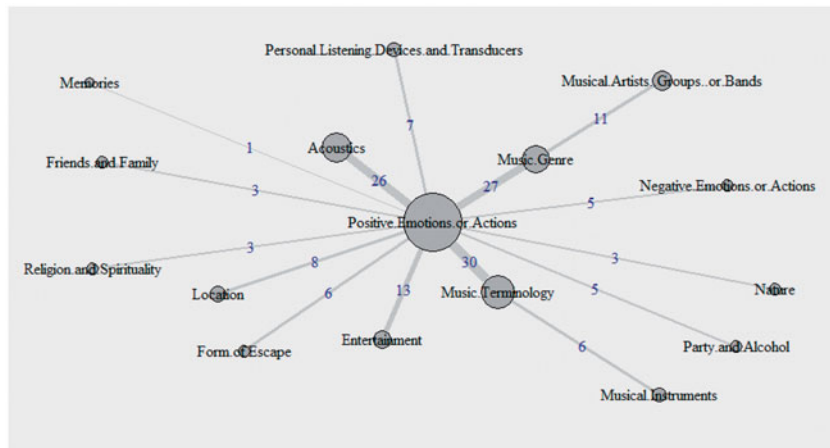 Personal.Listening.Devices.and.Transducers
Memories
Musical.Artists..Groups..or.Bands
7
11
1
Acoustics
Music.Genre
Friends.and.Family
26
27
Negative.Emotions.or.Actions
3
5
Positive.Emotions.or.Actions
3
30
3
Religion.and.Spirituality
8
Nature
Location
6
13
Music.Terminology
5
Form.of.Escape
Entertainment
6
Party.and.Alcohol
Musical.Instruments